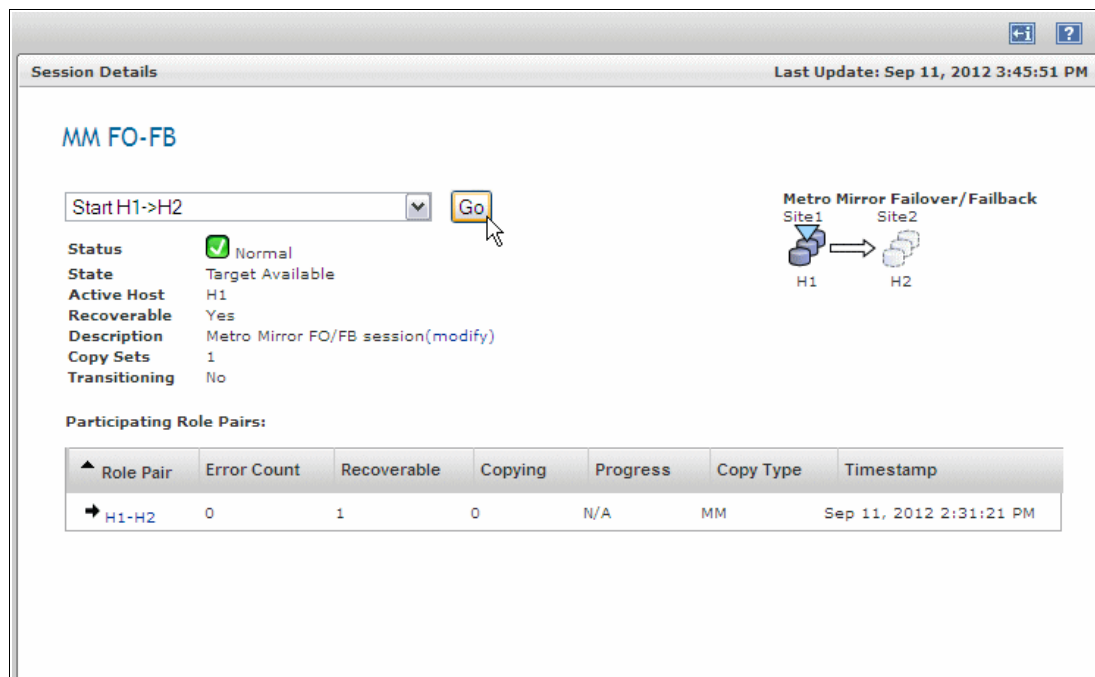 ?
Session Details Last Update: Sep 11, 2012 3:45:51 PM
MM FO-FB
Start H1->H2 Go
Metro Mirror Failover/Failback
Site1 Site2
H1 H2
Status Normal
State Target Available
Active Host H1
Recoverable Yes
Description Metro Mirror FO/FB session(modify)
Copy Sets 1
Transitioning No
Participating Role Pairs:
Role Pair Error Count Recoverable Copying Progress Copy Type Timestamp
H1-H2 0 1 0 N/A MM Sep 11, 2012 2:31:21 PM